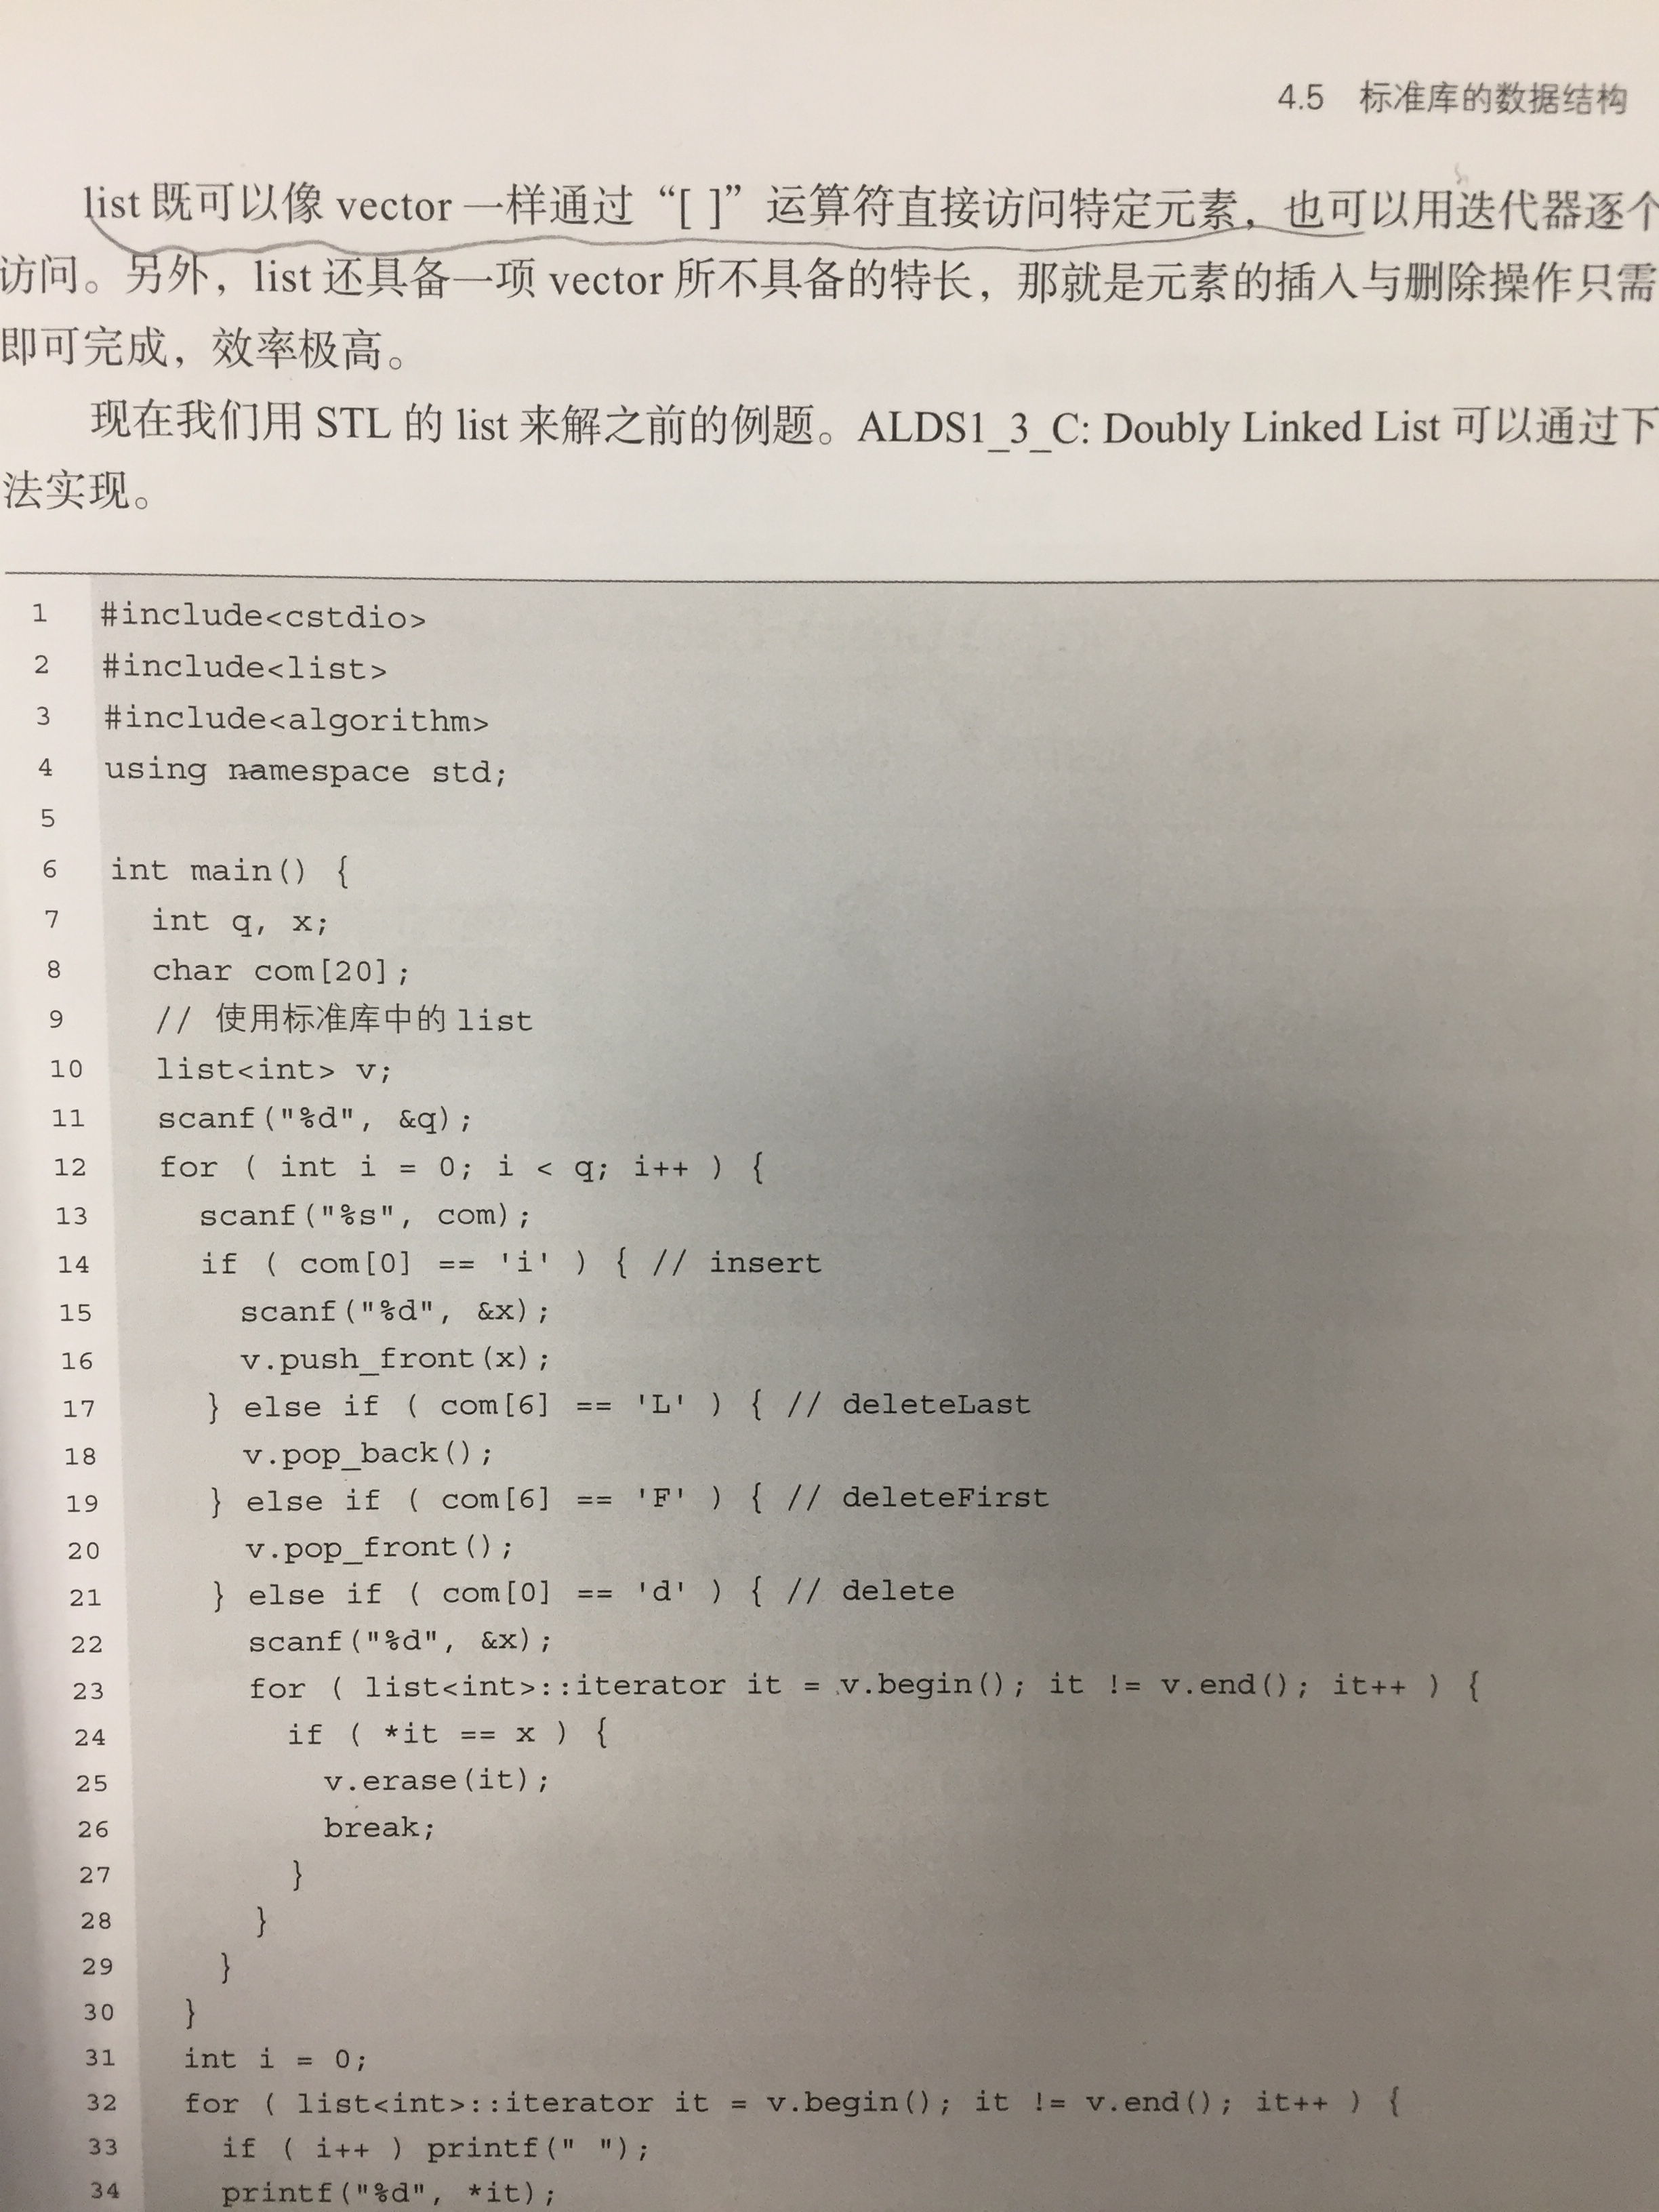 4.5 标准库的数据结构
list 既可以像 vector 一样通过“[ ]”运算符直接访问特定元素，也可以用迭代器逐个
访问。另外，list 还具备一项 vector 所不具备的特长，那就是元素的插入与删除操作只需
即可完成，效率极高。
现在我们用 STL 的 list 来解之前的例题。ALDS1_3_C: Doubly Linked List 可以通过下
法实现。
1 #include<cstdio>
2 #include<list>
3 #include<algorithm>
4 using namespace std;
5
6 int main() {
7 int q, x;
8 char com[20];
9 // 使用标准库中的 list
10 list<int> v;
11 scanf("%d", &q);
12 for ( int i = 0; i < q; i++ ) {
13 scanf("%s", com);
14 if ( com[0] == 'i' ) { // insert
15 scanf("%d", &x);
16 v.push_front(x);
17 } else if ( com[6] == 'L' ) { // deleteLast
18 v.pop_back();
19 } else if ( com[6] == 'F' ) { // deleteFirst
20 v.pop_front();
21 } else if ( com[0] == 'd' ) { // delete
22 scanf("%d", &x);
23 for ( list<int>::iterator it = v.begin(); it != v.end(); it++ ) {
24 if ( *it == x ) {
25 v.erase(it);
26 break;
27 }
28 }
29 }
30 }
31 int i = 0;
32 for ( list<int>::iterator it = v.begin(); it != v.end(); it++ ) {
33 if ( i++ ) printf(" ");
34 printf("%d", *it);